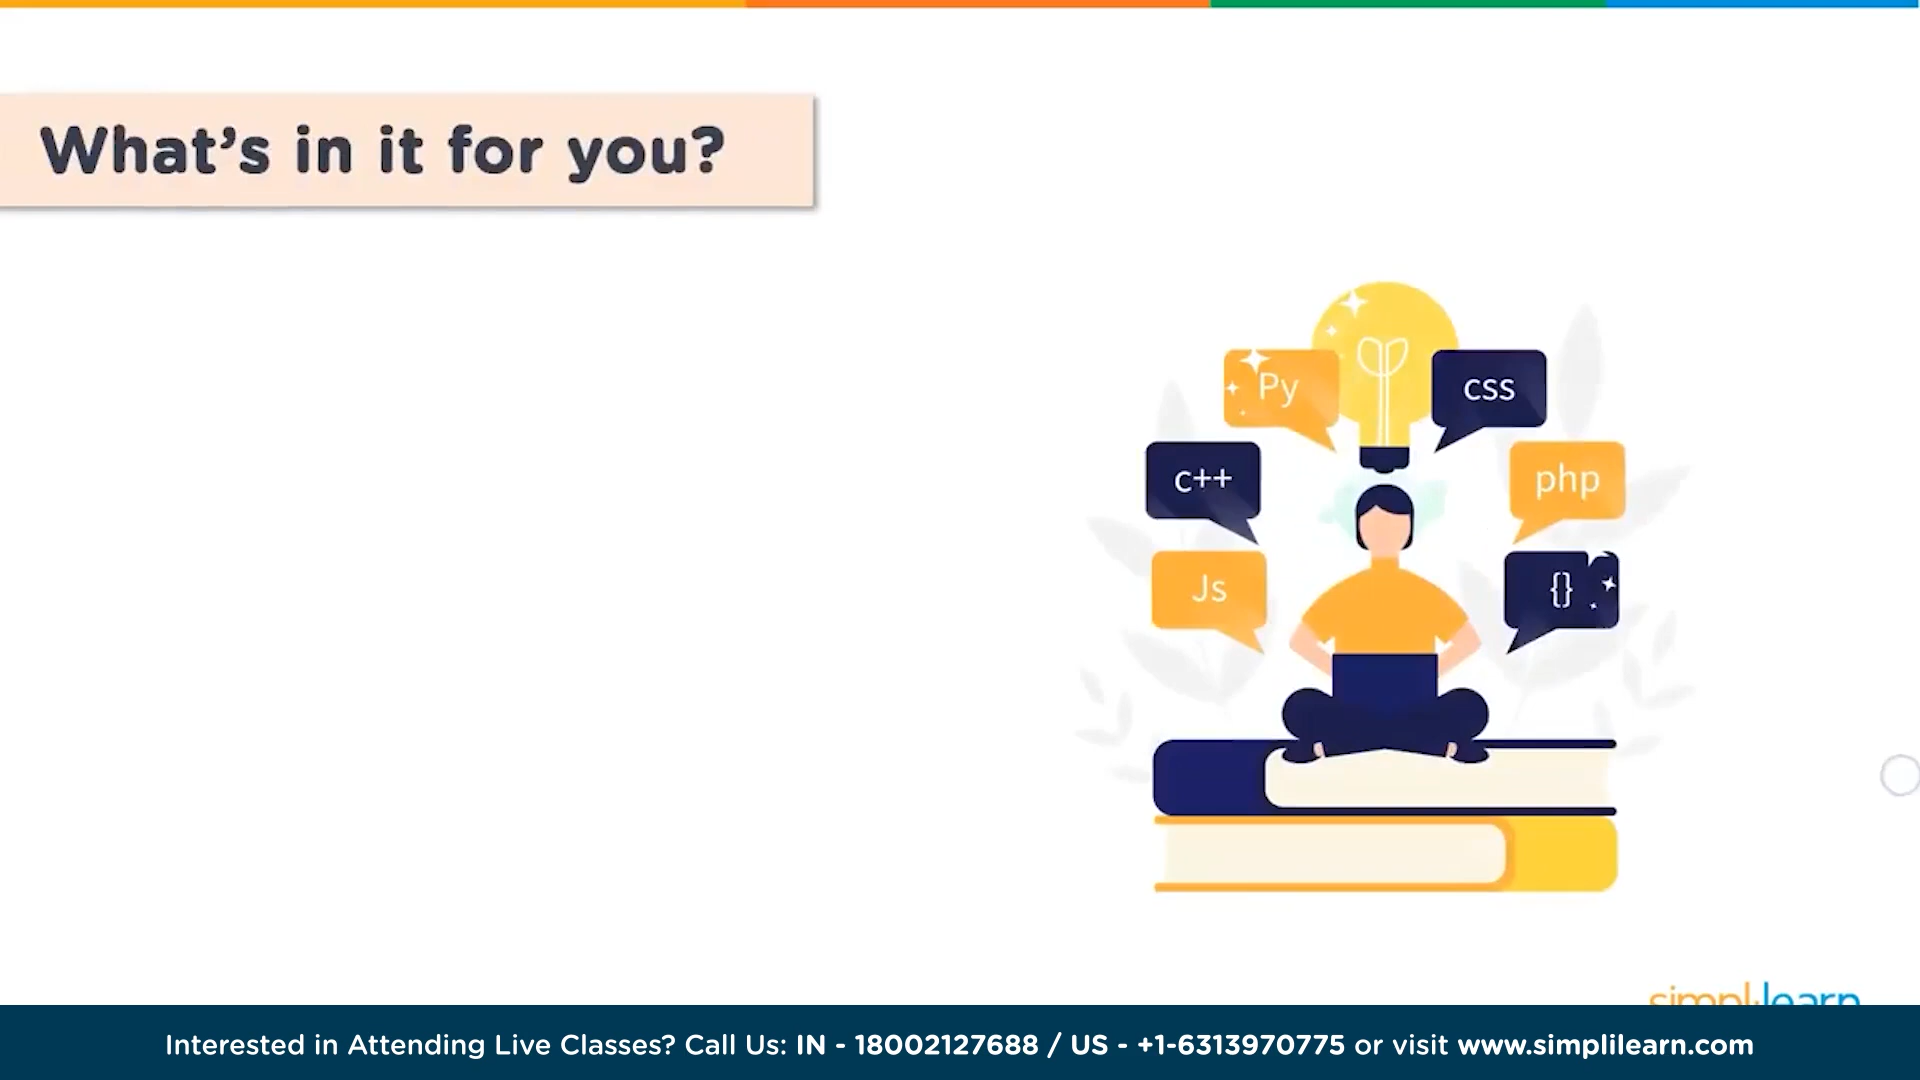 What's in it for you?
Py
css
c++
php
Js
{}
simplilearn
Interested in Attending Live Classes? Call Us: IN - 18002127688 / US - +1-6313970775 or visit www.simplilearn.com